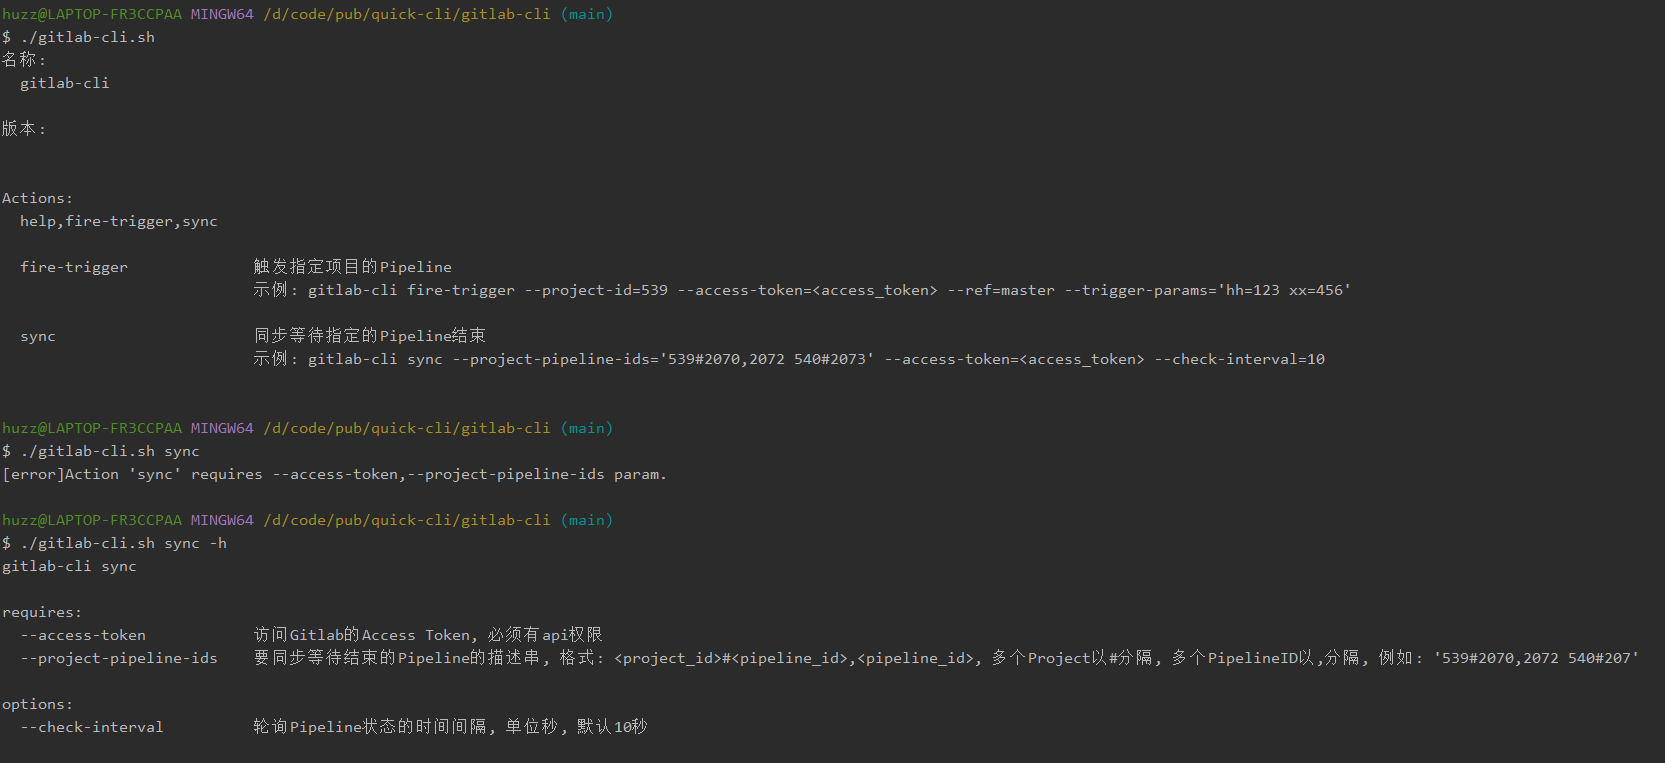 huzz@LAPTOP-FR3CCPAA MINGW64 /d/code/pub/quick-cli/gitlab-cli (main)
$ ./gitlab-cli.sh
名称:
  gitlab-cli
版本:
Actions:
  help,fire-trigger,sync
  fire-trigger              触发指定项目的Pipeline
                            示例: gitlab-cli fire-trigger --project-id=539 --access-token=<access_token> --ref=master --trigger-params='hh=123 xx=456'
  sync                      同步等待指定的Pipeline结束
                            示例: gitlab-cli sync --project-pipeline-ids='539#2070,2072 540#2073' --access-token=<access_token> --check-interval=10
huzz@LAPTOP-FR3CCPAA MINGW64 /d/code/pub/quick-cli/gitlab-cli (main)
$ ./gitlab-cli.sh sync
[error]Action 'sync' requires --access-token,--project-pipeline-ids param.
huzz@LAPTOP-FR3CCPAA MINGW64 /d/code/pub/quick-cli/gitlab-cli (main)
$ ./gitlab-cli.sh sync -h
gitlab-cli sync
requires:
  --access-token            访问Gitlab的Access Token, 必须有api权限
  --project-pipeline-ids    要同步等待结束的Pipeline的描述串, 格式: <project_id>#<pipeline_id>,<pipeline_id>, 多个Project以#分隔, 多个PipelineID以,分隔, 例如: '539#2070,2072 540#207'
options:
  --check-interval          轮询Pipeline状态的时间间隔, 单位秒, 默认10秒